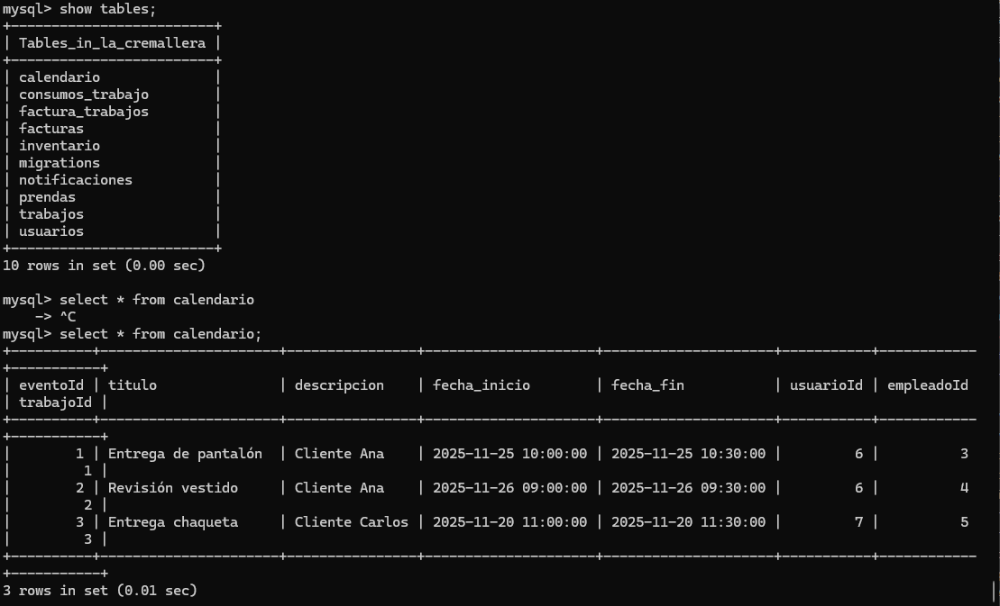 mysql> show tables;
+-------------------------+
| Tables_in_la_cremallera |
+-------------------------+
| calendario              |
| consumos_trabajo        |
| factura_trabajos        |
| facturas                |
| inventario              |
| migrations              |
| notificaciones          |
| prendas                 |
| trabajos                |
| usuarios                |
+-------------------------+
10 rows in set (0.00 sec)

mysql> select * from calendario
    -> ^C
mysql> select * from calendario;
+----------+----------------------+----------------+---------------------+---------------------+-----------+------------
+-----------+
| eventoId | titulo               | descripcion    | fecha_inicio        | fecha_fin           | usuarioId | empleadoId
| trabajoId |
+----------+----------------------+----------------+---------------------+---------------------+-----------+------------
+-----------+
|        1 | Entrega de pantalón  | Cliente Ana    | 2025-11-25 10:00:00 | 2025-11-25 10:30:00 |         6 |          3
|         1 |
|        2 | Revisión vestido     | Cliente Ana    | 2025-11-26 09:00:00 | 2025-11-26 09:30:00 |         6 |          4
|         2 |
|        3 | Entrega chaqueta     | Cliente Carlos | 2025-11-20 11:00:00 | 2025-11-20 11:30:00 |         7 |          5
|         3 |
+----------+----------------------+----------------+---------------------+---------------------+-----------+------------
+-----------+
3 rows in set (0.01 sec)